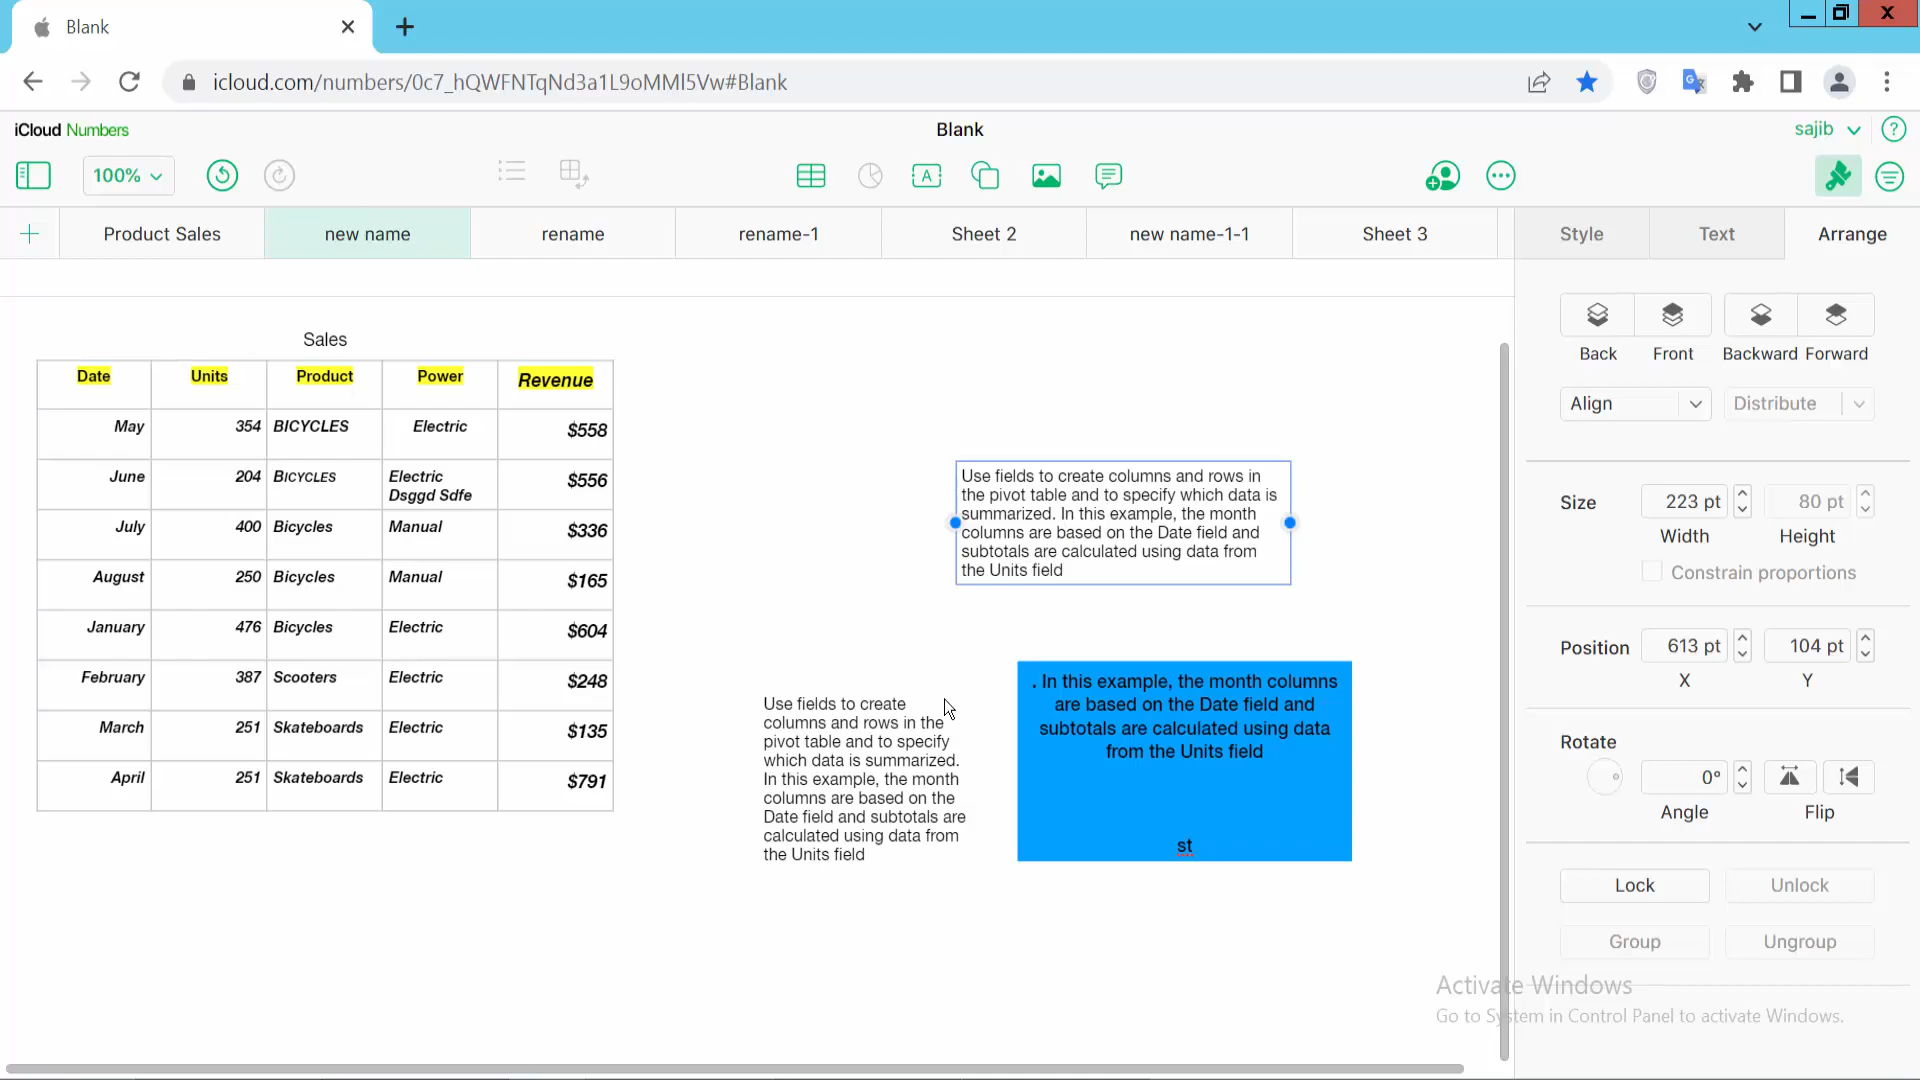 Blank
icloud.com/numbers/0c7_hQWFNTqNd3a1L9oMMl5Vw#Blank
iCloud Numbers
Blank
sajib
100%
Product Sales
new name
rename
rename-1
Sheet 2
new name-1-1
Sheet 3
Style
Text
Arrange
Back
Front
Backward
Forward
Align
Distribute
Size
223 pt
80 pt
Width
Height
Constrain proportions
Position
613 pt
104 pt
X
Y
Rotate
0°
Angle
Flip
Lock
Unlock
Group
Ungroup
Sales
Date Units Product Power Revenue
May 354 BICYCLES Electric $558
June 204 BICYCLES Electric $556
Dsggd Sdfe
July 400 Bicycles Manual $336
August 250 Bicycles Manual $165
January 476 Bicycles Electric $604
February 387 Scooters Electric $248
March 251 Skateboards Electric $135
April 251 Skateboards Electric $791
Use fields to create columns and rows in
the pivot table and to specify which data is
summarized. In this example, the month
columns are based on the Date field and
subtotals are calculated using data from
the Units field
Use fields to create
columns and rows in the
pivot table and to specify
which data is summarized.
In this example, the month
columns are based on the
Date field and subtotals are
calculated using data from
the Units field
. In this example, the month columns
are based on the Date field and
subtotals are calculated using data
from the Units field
st
Activate Windows
Go to System in Control Panel to activate Windows.